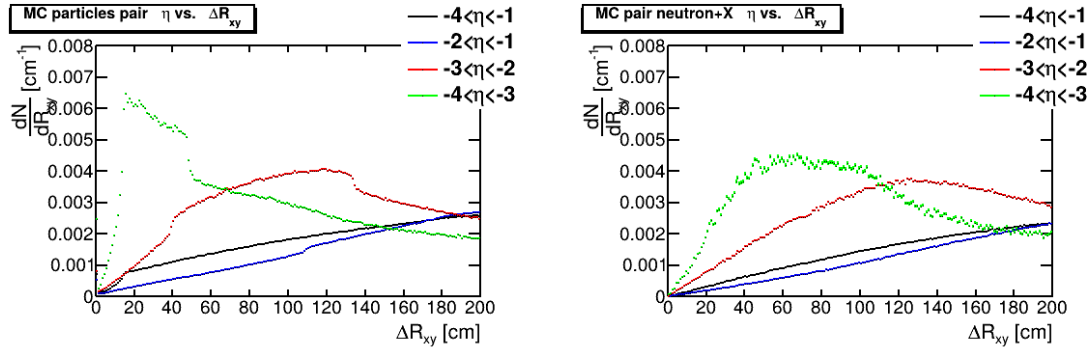 MC particles pair η vs. ΔR_xy
-4<η<-1
-2<η<-1
-3<η<-2
-4<η<-3
dN/dR_xy [cm⁻¹]
0.008
0.007
0.006
0.005
0.004
0.003
0.002
0.001
0
0 20 40 60 80 100 120 140 160 180 200
ΔR_xy [cm]
MC pair neutron+X η vs. ΔR_xy
-4<η<-1
-2<η<-1
-3<η<-2
-4<η<-3
dN/dR_xy [cm⁻¹]
0.008
0.007
0.006
0.005
0.004
0.003
0.002
0.001
0
0 20 40 60 80 100 120 140 160 180 200
ΔR_xy [cm]